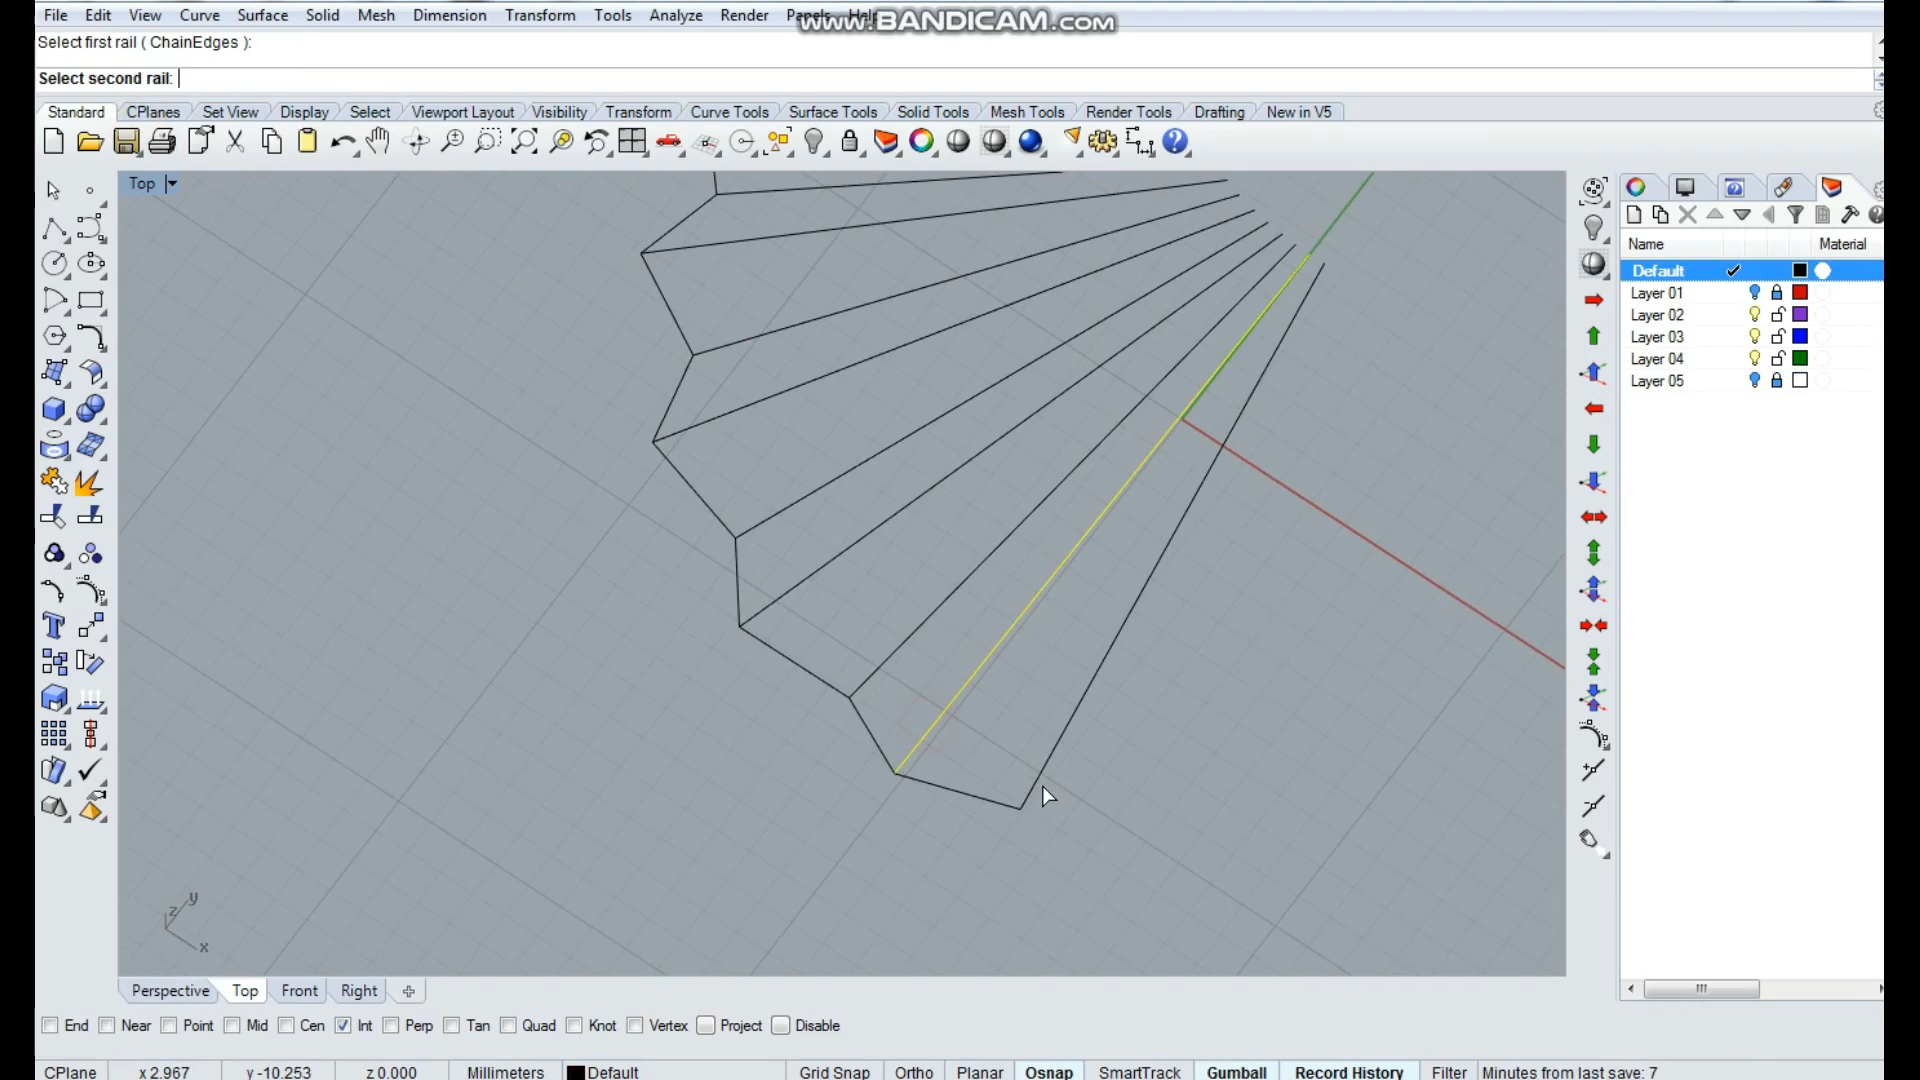 File Edit View Curve Surface Solid Mesh Dimension Transform Tools Analyze Render Panels Help
www.BANDICAM.com
Select first rail ( ChainEdges ):
Select second rail:
Standard CPlanes Set View Display Select Viewport Layout Visibility Transform Curve Tools Surface Tools Solid Tools Mesh Tools Render Tools Drafting New in V5
Top
Name Material
Default
Layer 01
Layer 02
Layer 03
Layer 04
Layer 05
z y
x
Perspective Top Front Right
End Near Point Mid Cen Int Perp Tan Quad Knot Vertex Project Disable
CPlane x 2.967 y -10.253 z 0.000 Millimeters Default Grid Snap Ortho Planar Osnap SmartTrack Gumball Record History Filter Minutes from last save: 7